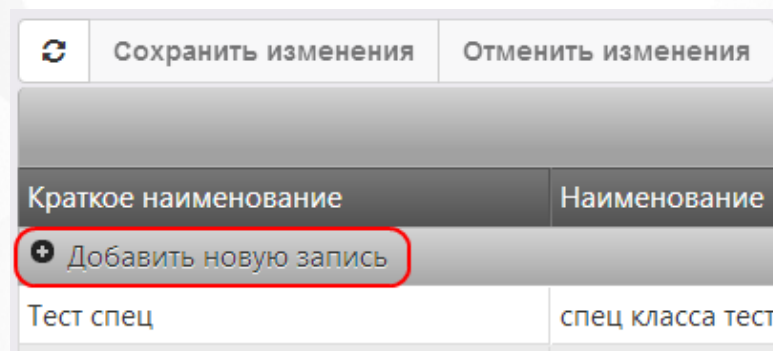 Сохранить изменения Отменить изменения
Краткое наименование Наименование
Добавить новую запись
Тест спец спец класса тест